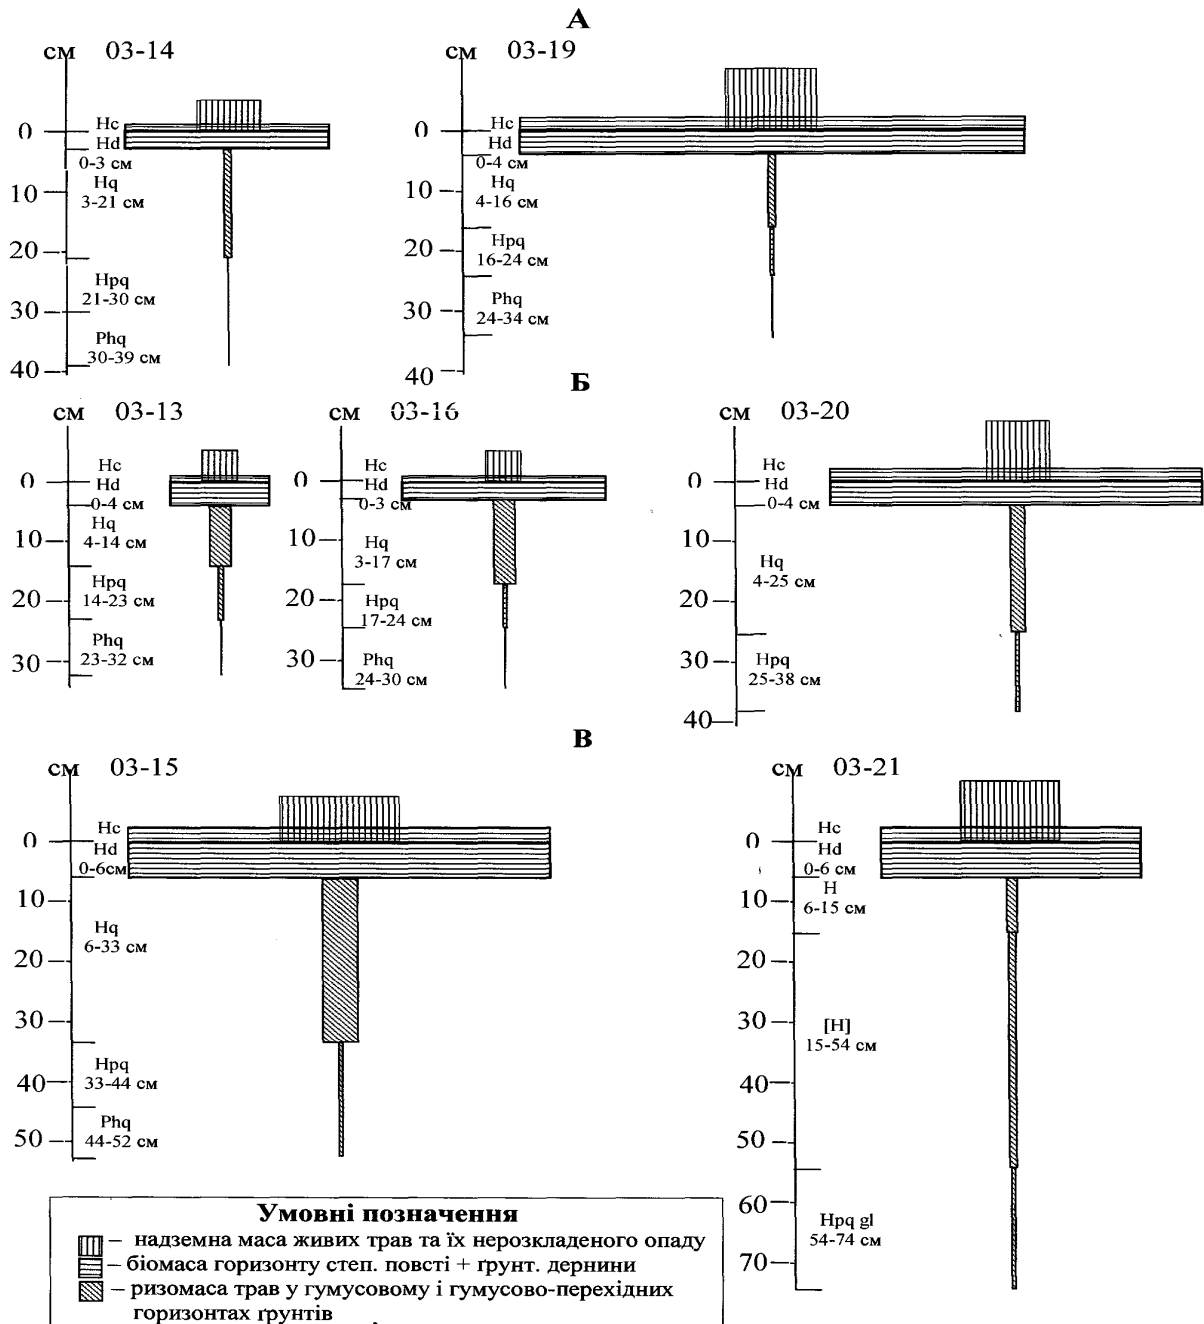 А
см 03-14
0
10
20
30
40
Hc
Hd
0-3 см
Hq
3-21 см
Hpq
21-30 см
Phq
30-39 см
см 03-19
0
10
20
30
40
Hc
Hd
0-4 см
Hq
4-16 см
Hpq
16-24 см
Phq
24-34 см
Б
см 03-13
0
10
20
30
Hc
Hd
0-4 см
Hq
4-14 см
Hpq
14-23 см
Phq
23-32 см
см 03-16
0
10
20
30
Hc
Hd
0-3 см
Hq
3-17 см
Hpq
17-24 см
Phq
24-30 см
см 03-20
0
10
20
30
40
Hc
Hd
0-4 см
Hq
4-25 см
Hpq
25-38 см
В
см 03-15
0
10
20
30
40
50
Hc
Hd
0-6см
Hq
6-33 см
Hpq
33-44 см
Phq
44-52 см
см 03-21
0
10
20
30
40
50
60
70
Hc
Hd
0-6 см
H
6-15 см
[H]
15-54 см
Hpq gl
54-74 см
Умовні позначення
– надземна маса живих трав та їх нерозкладеного опаду
– біомаса горизонту степ. повсті + ґрунт. дернини
– ризомаса трав у гумусовому і гумусово-перехідних
горизонтах ґрунтів